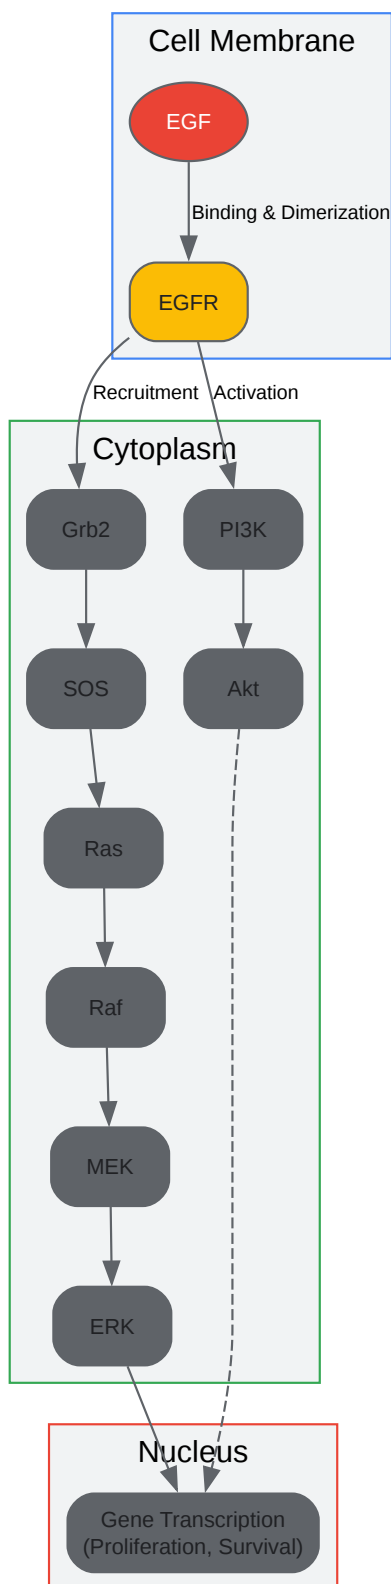 Cell Membrane
EGF
Binding & Dimerization
EGFR
Recruitment
Activation
Cytoplasm
Grb2
PI3K
SOS
Akt
Ras
Raf
MEK
ERK
Nucleus
Gene Transcription
(Proliferation, Survival)